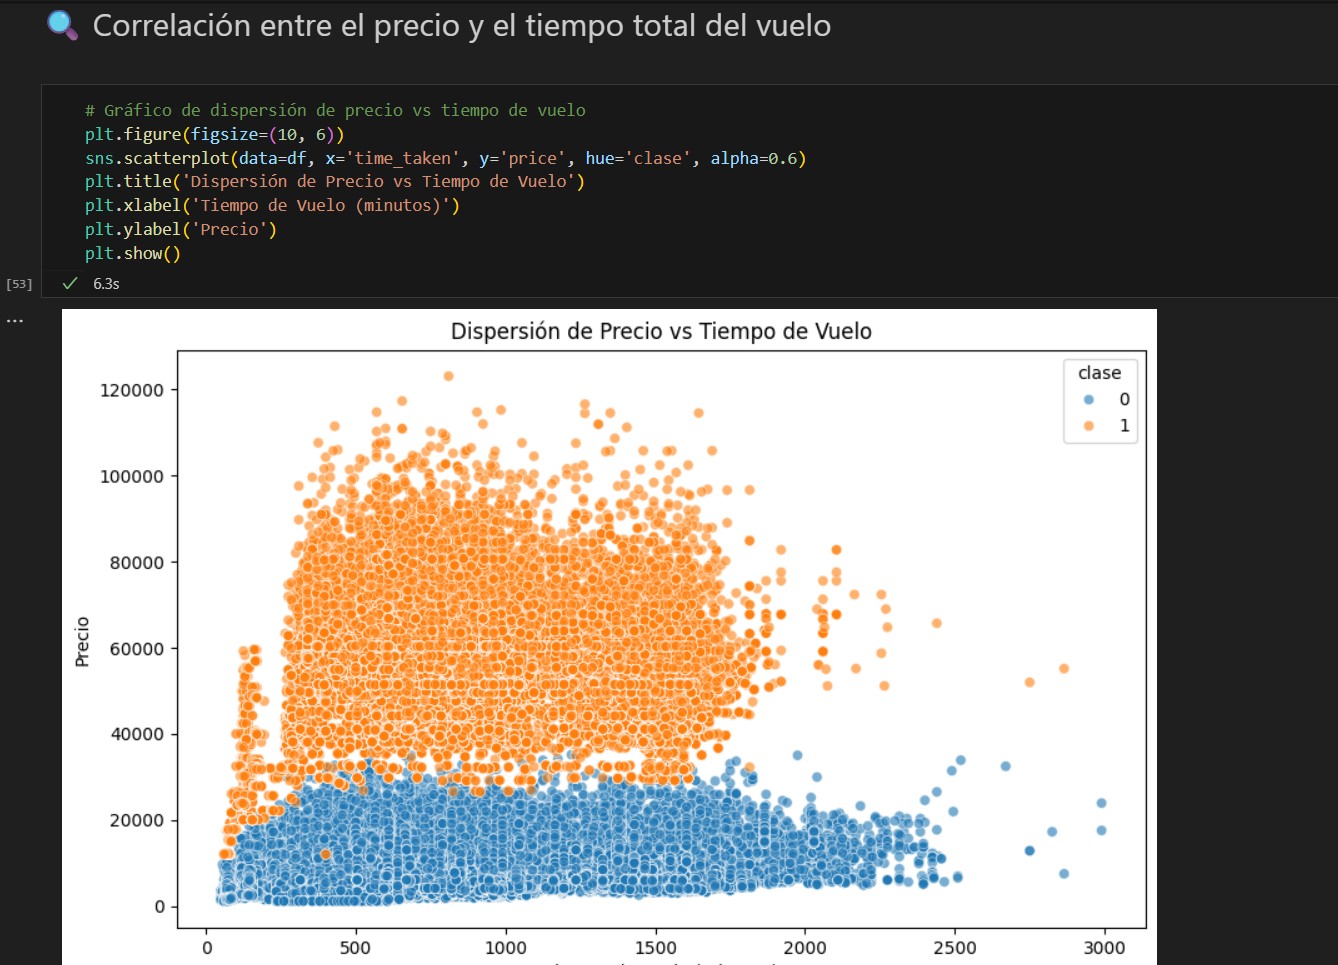 Correlación entre el precio y el tiempo total del vuelo
# Gráfico de dispersión de precio vs tiempo de vuelo
plt.figure(figsize=(10, 6))
sns.scatterplot(data=df, x='time_taken', y='price', hue='clase', alpha=0.6)
plt.title('Dispersión de Precio vs Tiempo de Vuelo')
plt.xlabel('Tiempo de Vuelo (minutos)')
plt.ylabel('Precio')
plt.show()
[53]
6.3s
...
Dispersión de Precio vs Tiempo de Vuelo
clase
0
1
120000
100000
80000
60000
40000
20000
0
Precio
0 500 1000 1500 2000 2500 3000